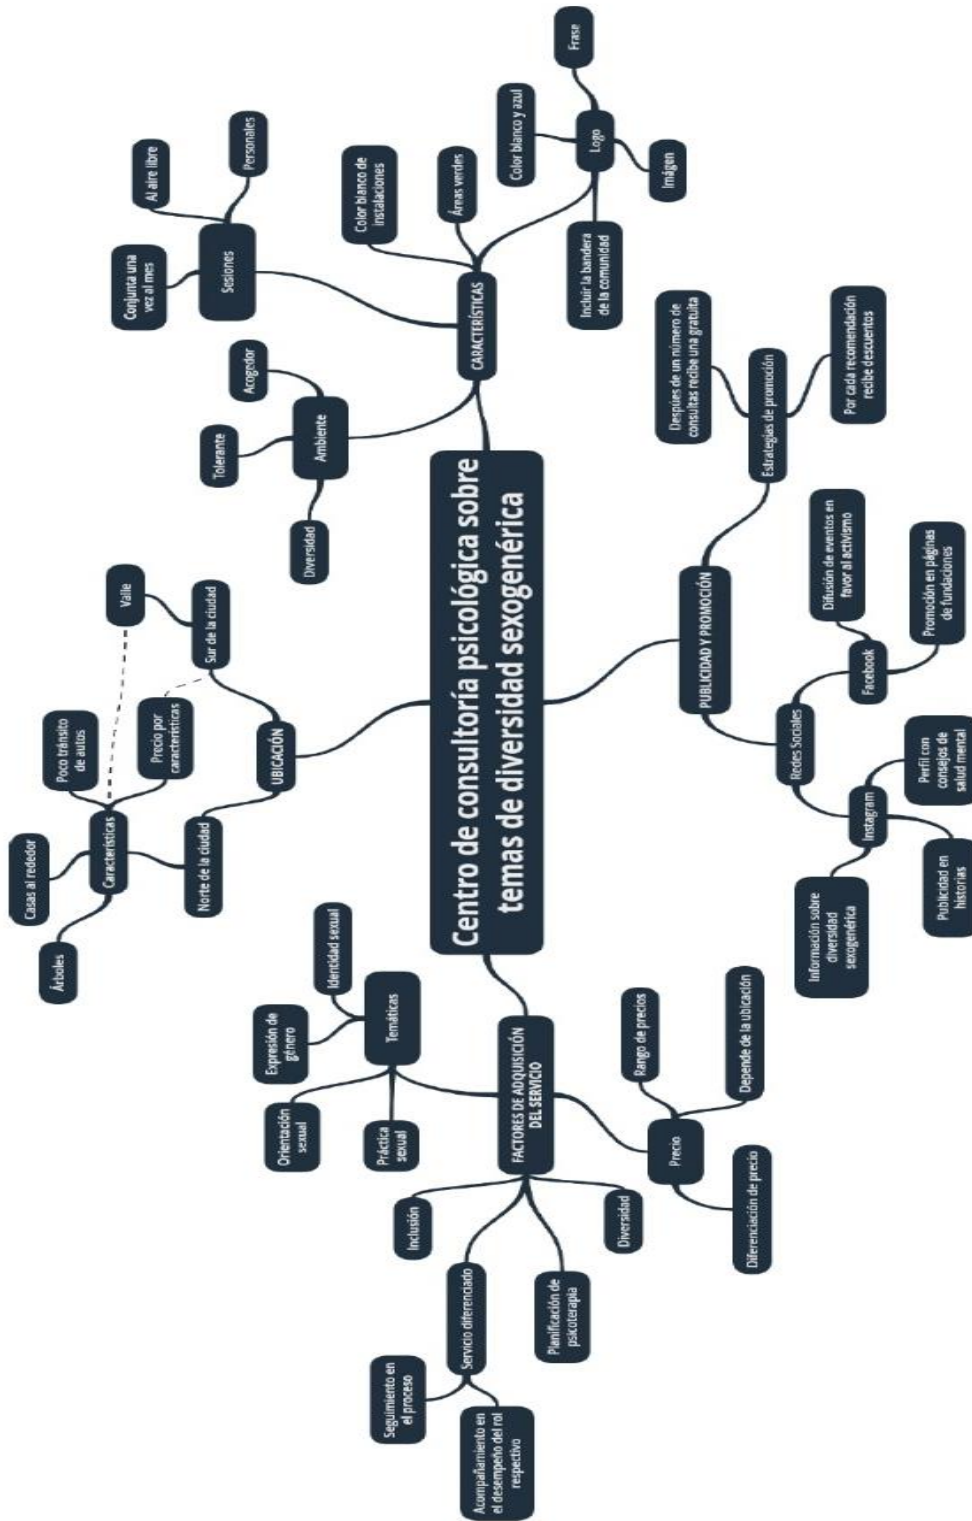 Centro de consultoría psicológica sobre
temas de diversidad sexogenérica
FACTORES DE ADQUISICIÓN
DEL SERVICIO
Temáticas
Identidad sexual
Expresión de
género
Orientación
sexual
Práctica
sexual
Inclusión
Servicio diferenciado
Seguimiento en
el proceso
Acompañamiento en
el desempeño del rol
respectivo
Planificación de
psicoterapia
Diversidad
Precio
Rango de precios
Depende de la ubicación
Diferenciación de precio
UBICACIÓN
Norte de la ciudad
Características
Árboles
Casas al rededor
Poco tránsito
de autos
Precio por
características
Sur de la ciudad
Valle
CARACTERÍSTICAS
Ambiente
Diversidad
Tolerante
Acogedor
Sesiones
Conjunta una
vez al mes
Al aire libre
Personales
Color blanco de
instalaciones
Áreas verdes
Logo
Color blanco y azul
Frase
Imágen
Incluir la bandera
de la comunidad
PUBLICIDAD Y PROMOCIÓN
Redes Sociales
Instagram
Información sobre
diversidad
sexogenérica
Publicidad en
historias
Perfil con
consejos de
salud mental
Facebook
Difusión de eventos en
favor al activismo
Promoción en páginas
de fundaciones
Estrategias de promoción
Despúes de un número de
consultas recibe una gratuita
Por cada recomendación
recibe descuentos